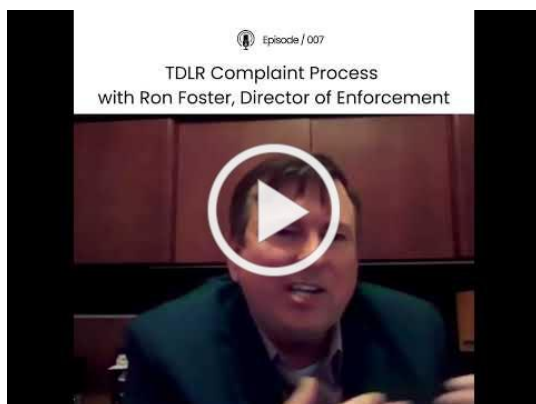 Episode / 007
TDLR Complaint Process
with Ron Foster, Director of Enforcement